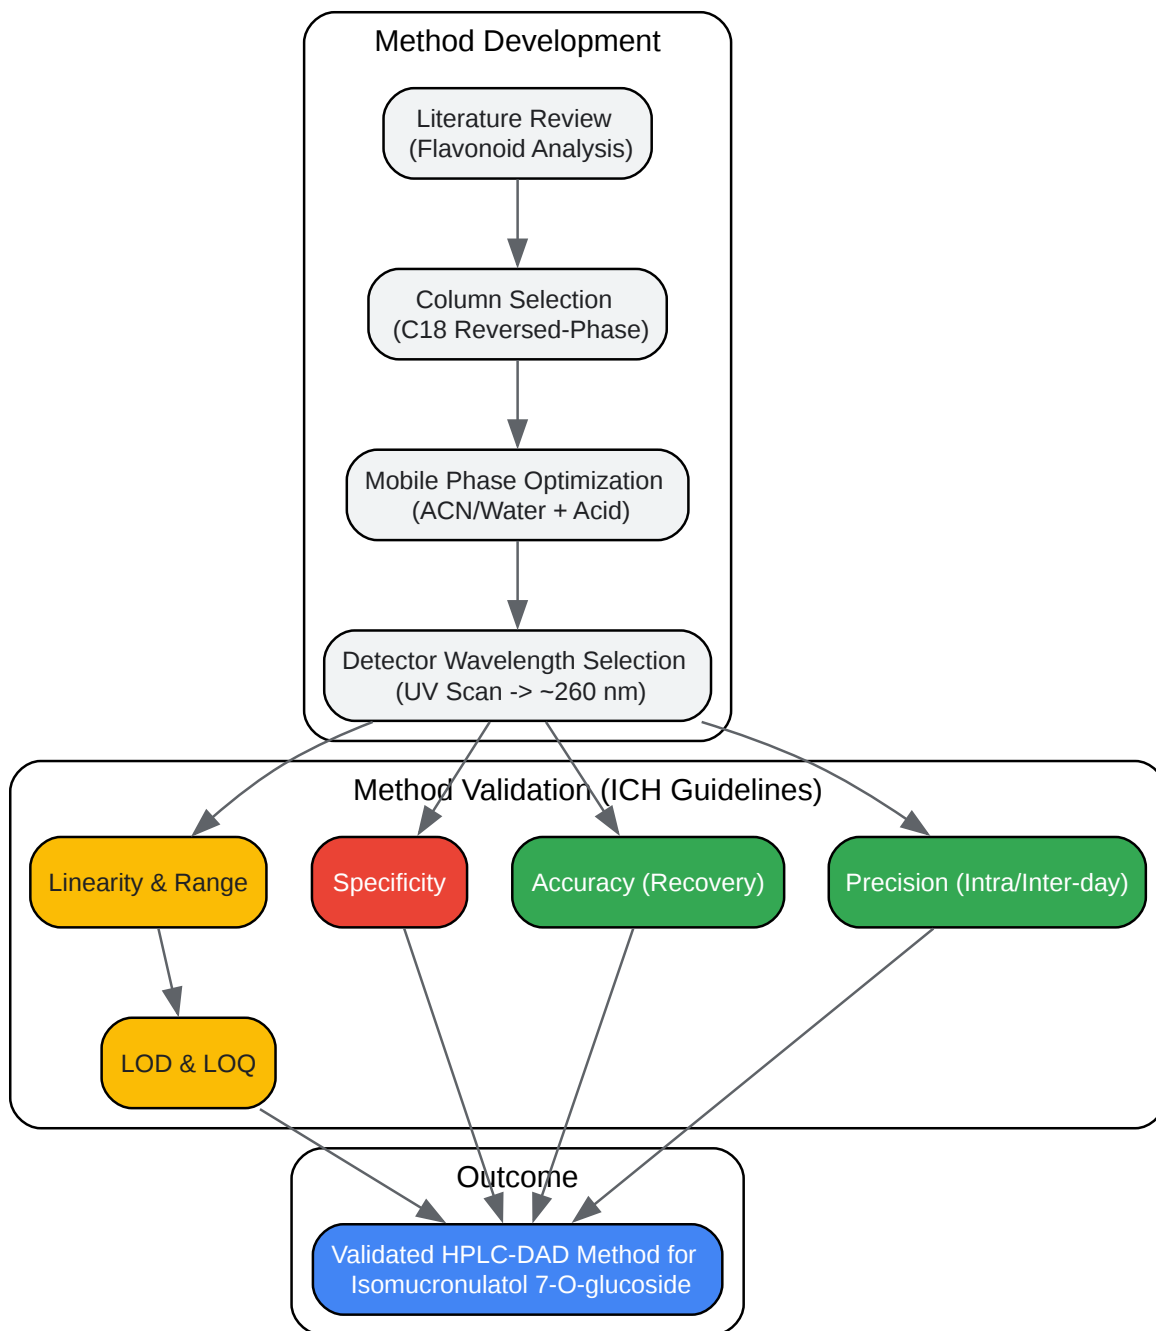 Method Development
Literature Review
(Flavonoid Analysis)
Column Selection
(C18 Reversed-Phase)
Mobile Phase Optimization
(ACN/Water + Acid)
Detector Wavelength Selection
(UV Scan -> ~260 nm)
Method Validation (ICH Guidelines)
Linearity & Range
Specificity
Accuracy (Recovery)
Precision (Intra/Inter-day)
LOD & LOQ
Outcome
Validated HPLC-DAD Method for
Isomucronulatol 7-O-glucoside